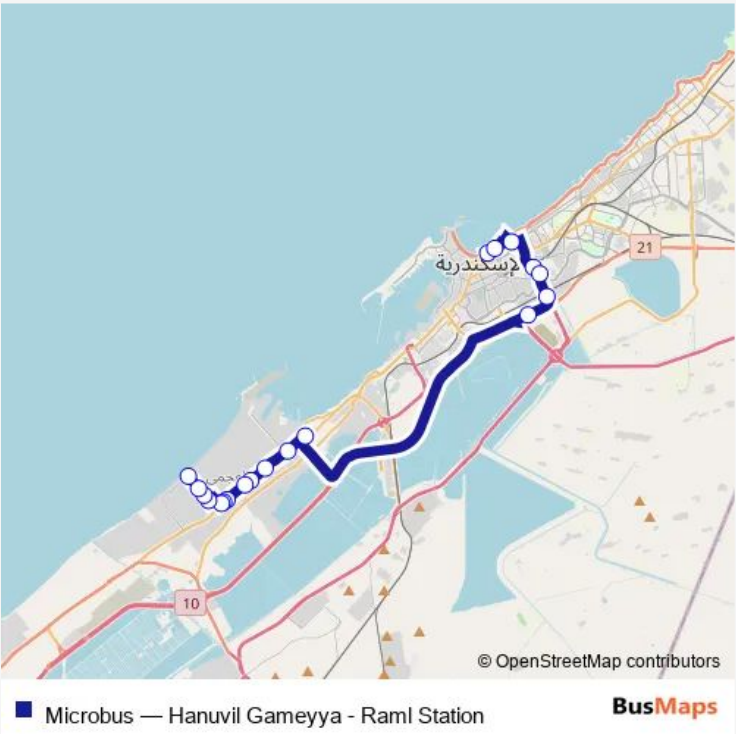 21
الإسكندرية
10
© OpenStreetMap contributors
Microbus — Hanuvil Gameyya - Raml Station
BusMaps